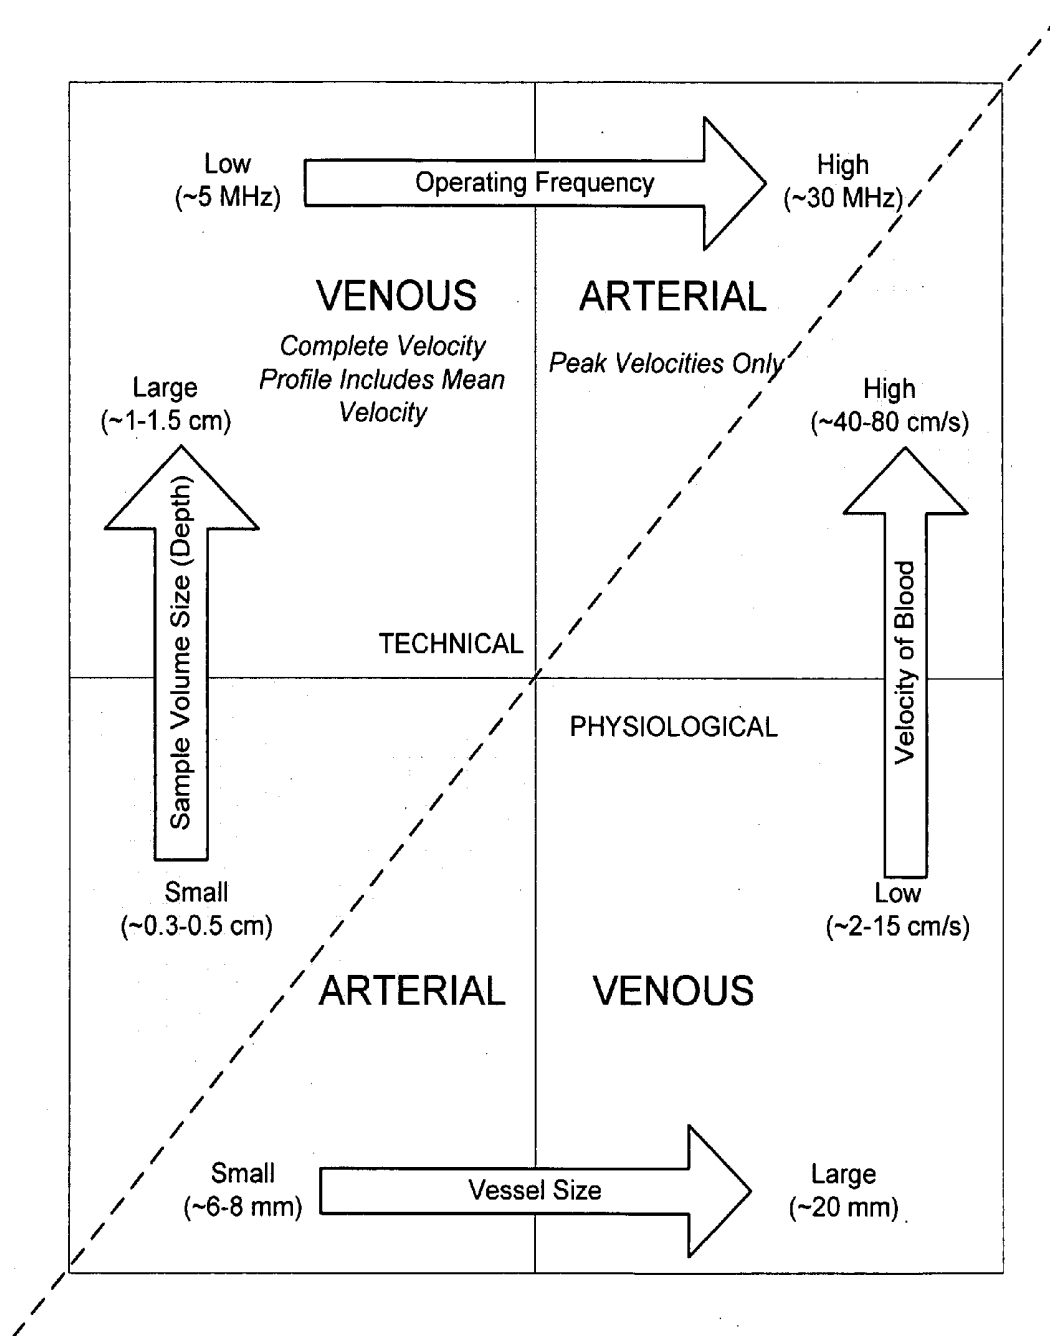 Low
(~5 MHz)
Operating Frequency
High
(~30 MHz)
VENOUS
Complete Velocity
Profile Includes Mean
Velocity
ARTERIAL
Peak Velocities Only
Large
(~1-1.5 cm)
Sample Volume Size (Depth)
Small
(~0.3-0.5 cm)
High
(~40-80 cm/s)
Velocity of Blood
Low
(~2-15 cm/s)
TECHNICAL
PHYSIOLOGICAL
ARTERIAL
VENOUS
Small
(~6-8 mm)
Vessel Size
Large
(~20 mm)